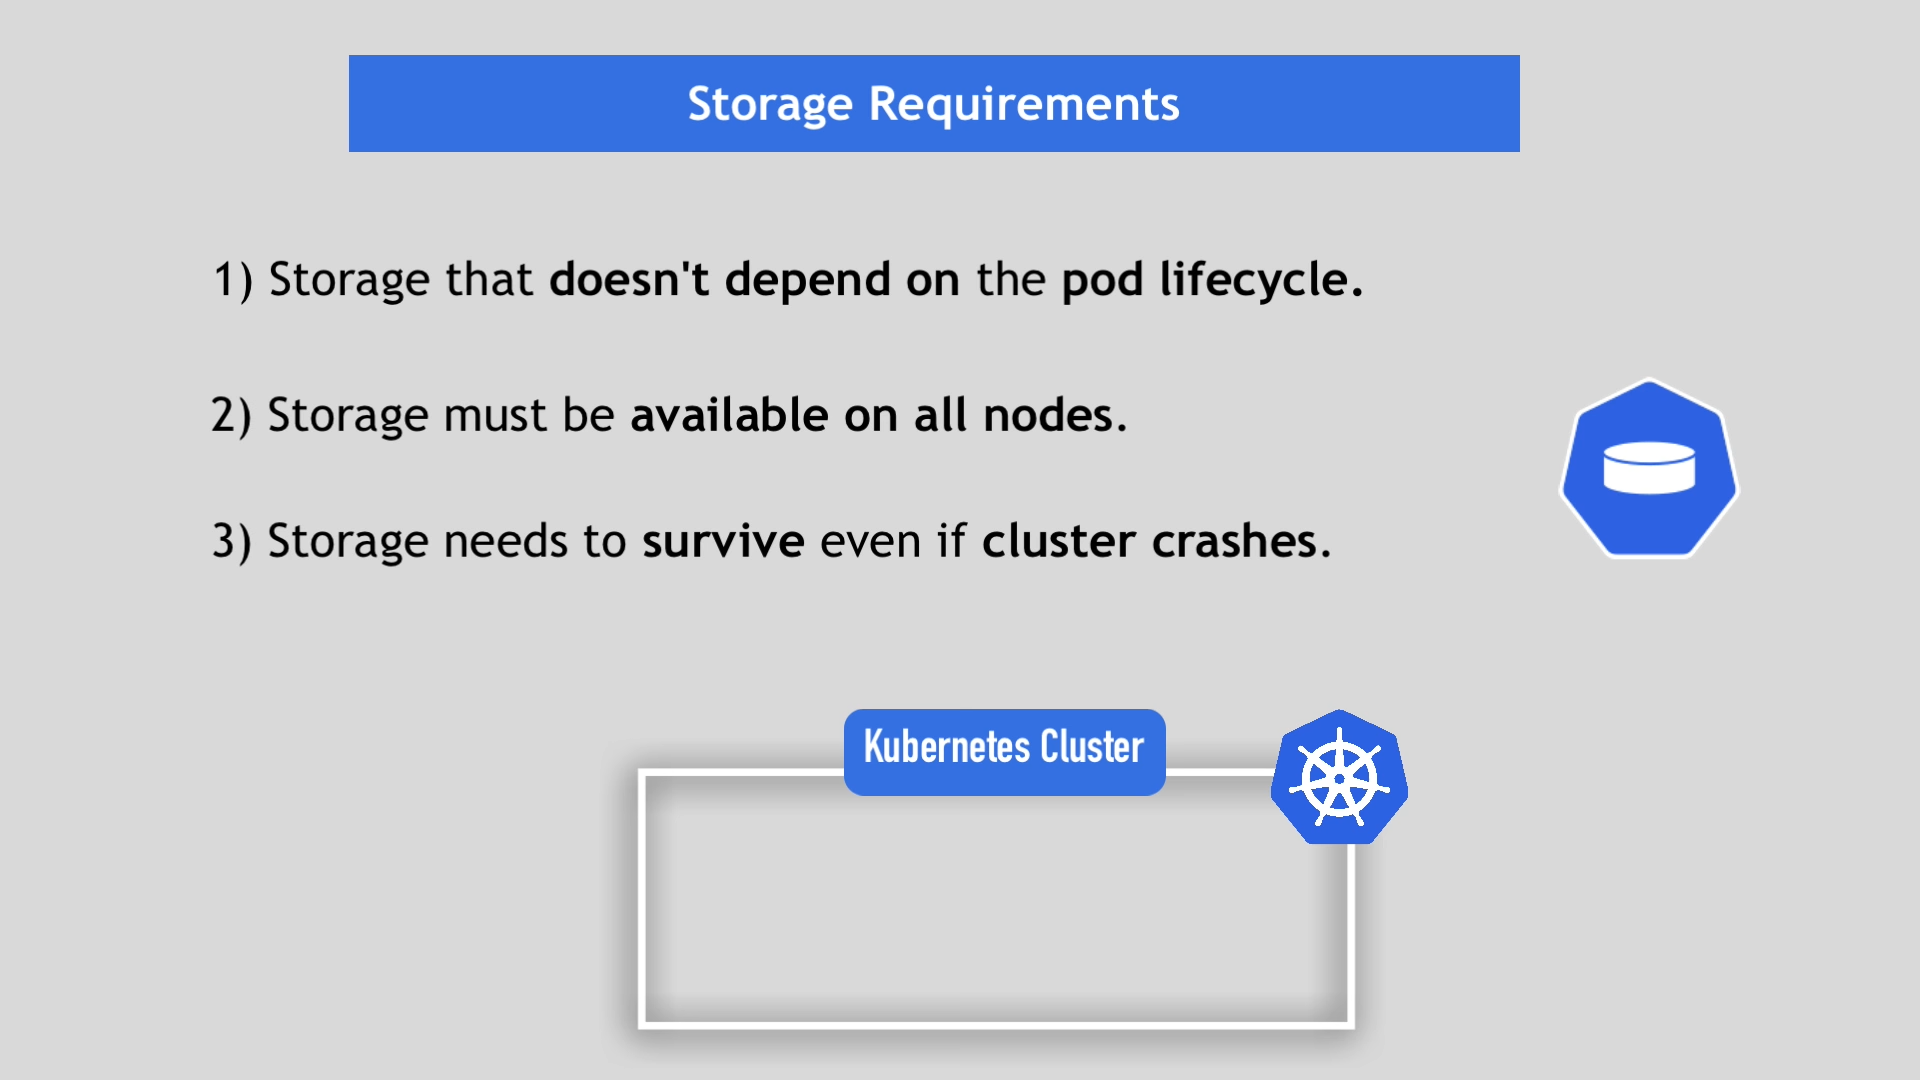 Storage Requirements
1) Storage that doesn't depend on the pod lifecycle.
2) Storage must be available on all nodes.
3) Storage needs to survive even if cluster crashes.
Kubernetes Cluster